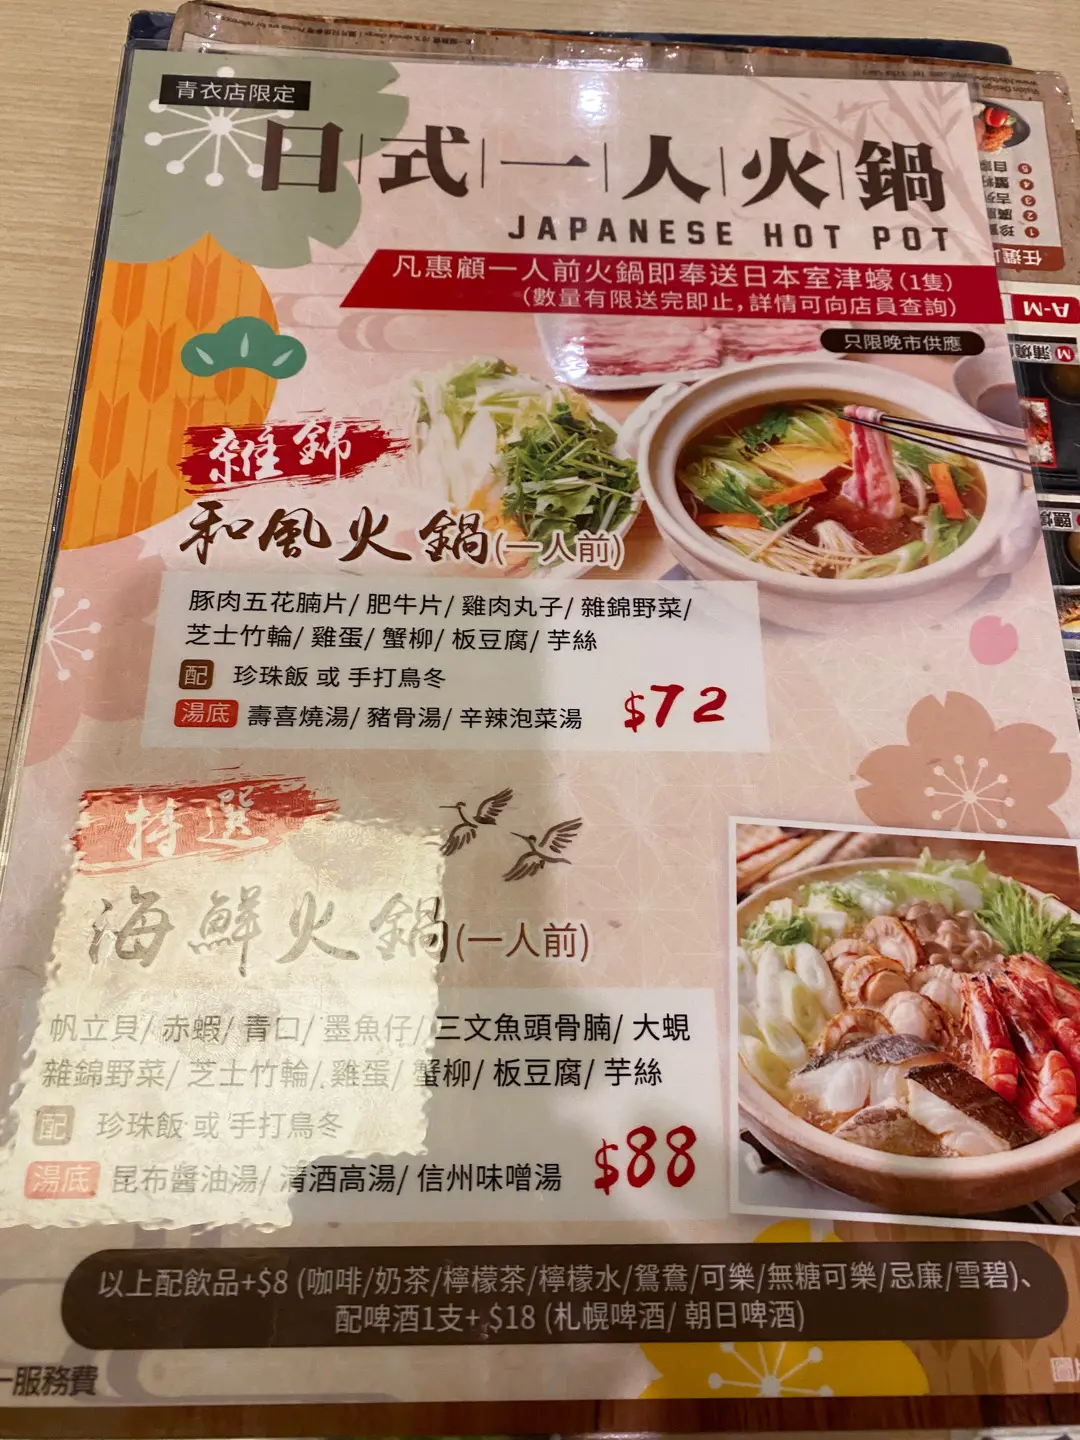 青衣店限定
日式一人火鍋
JAPANESE HOT POT
凡惠顧一人前火鍋即奉送日本室津蠔(1隻)
(數量有限送完即止,詳情可向店員查詢)
只限晚市供應
雜錦
和風火鍋(一人前)
豚肉五花腩片/肥牛片/雞肉丸子/雜錦野菜/
芝士竹輪/雞蛋/蟹柳/板豆腐/芋絲
配 珍珠飯 或 手打烏冬
湯底 壽喜燒湯/豬骨湯/辛辣泡菜湯
$72
特選
海鮮火鍋(一人前)
帆立貝/赤蝦/青口/墨魚仔/三文魚頭骨腩/大蜆
雜錦野菜/芝士竹輪/雞蛋/蟹柳/板豆腐/芋絲
配 珍珠飯 或 手打烏冬
湯底 昆布醬油湯/清酒高湯/信州味噌湯
$88
以上配飲品+$8 (咖啡/奶茶/檸檬茶/檸檬水/鴛鴦/可樂/無糖可樂/忌廉/雪碧)、
配啤酒1支+ $18 (札幌啤酒/ 朝日啤酒)
一服務費
A-M